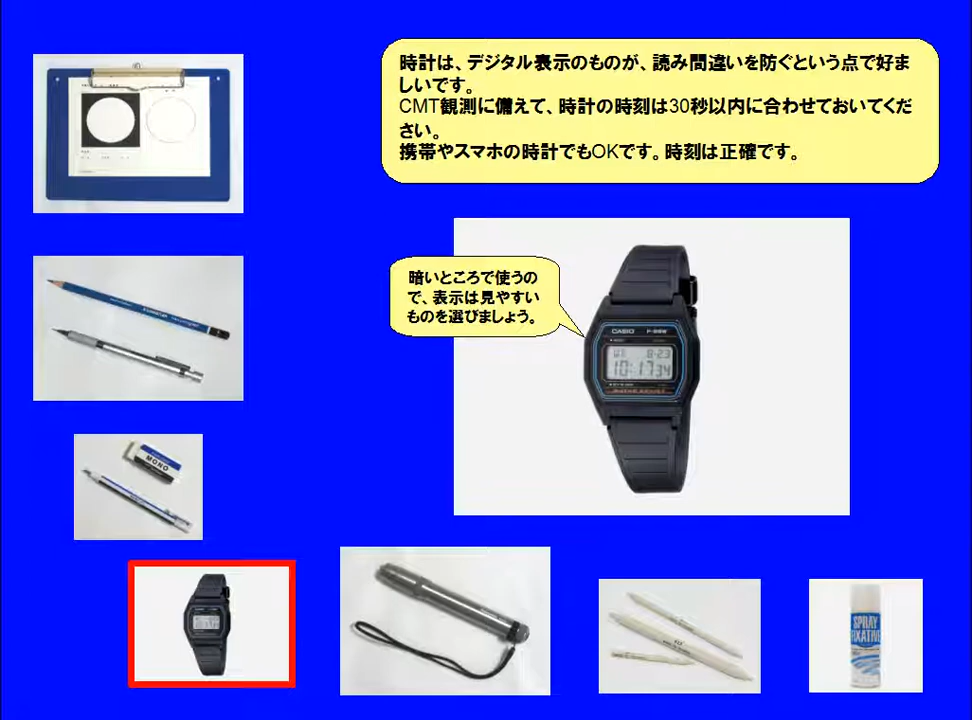 時計は、デジタル表示のものが、読み間違いを防ぐという点で好ま
しいです。
CMT観測に備えて、時計の時刻は30秒以内に合わせておいてくだ
さい。
携帯やスマホの時計でもOKです。時刻は正確です。
暗いところで使うの
で、表示は見やすい
ものを選びましょう。
CASIO
8-23
10:17 34
MONO
SPRAY
FIXATIVE